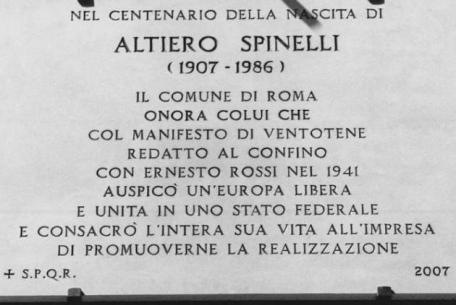 NEL CENTENARIO DELLA NASCITA DI
ALTIERO SPINELLI
(1907 - 1986)
IL COMUNE DI ROMA
ONORA COLUI CHE
COL MANIFESTO DI VENTOTENE
REDATTO AL CONFINO
CON ERNESTO ROSSI NEL 1941
AUSPICÒ UN'EUROPA LIBERA
E UNITA IN UNO STATO FEDERALE
E CONSACRÒ L'INTERA SUA VITA ALL'IMPRESA
DI PROMUOVERNE LA REALIZZAZIONE
+ S.P.Q.R. 2007